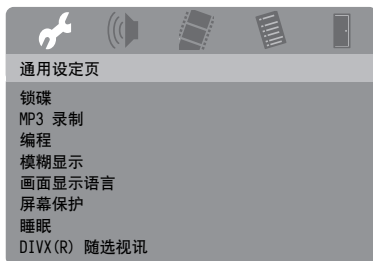 通用设定页
锁碟
MP3 录制
编程
模糊显示
画面显示语言
屏幕保护
睡眠
DIVX(R) 随选视讯